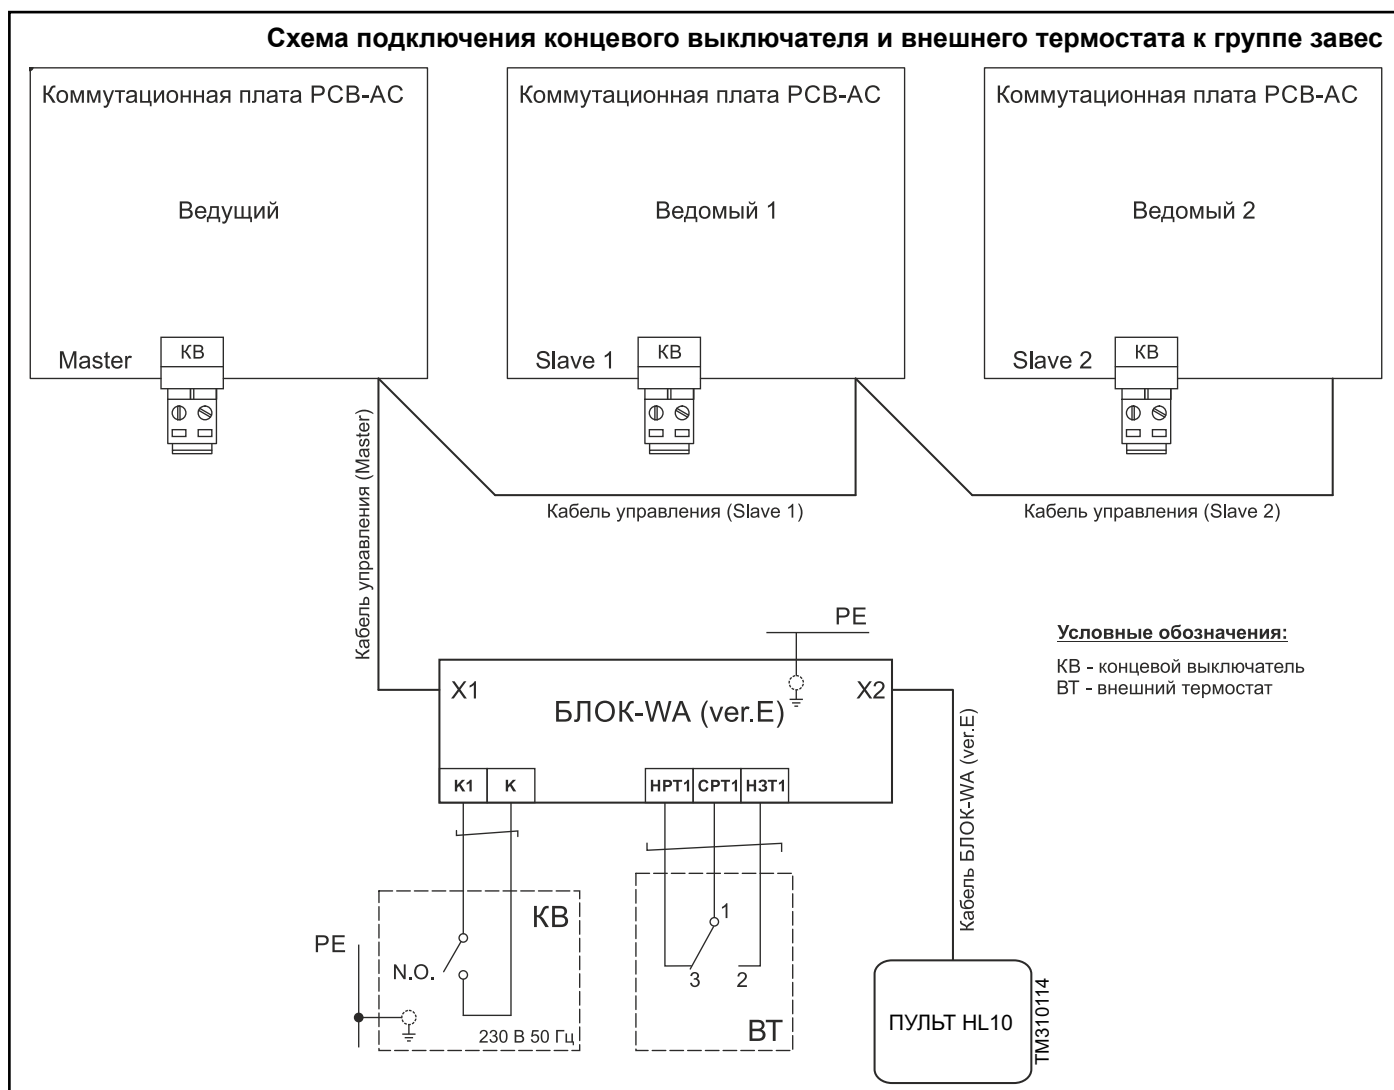 Схема подключения концевого выключателя и внешнего термостата к группе завес
Коммутационная плата PCB-AC
Ведущий
Master
КВ
Коммутационная плата PCB-AC
Ведомый 1
Slave 1
КВ
Коммутационная плата PCB-AC
Ведомый 2
Slave 2
КВ
Кабель управления (Master)
Кабель управления (Slave 1)
Кабель управления (Slave 2)
PE
Условные обозначения:
КВ - концевой выключатель
ВТ - внешний термостат
X1
БЛОК-WA (ver.E)
X2
К1
К
НРТ1
СРТ1
НЗТ1
Кабель БЛОК-WA (ver.E)
КВ
PE
N.O.
230 В 50 Гц
1
3
2
ВТ
ПУЛЬТ HL10
TM310114